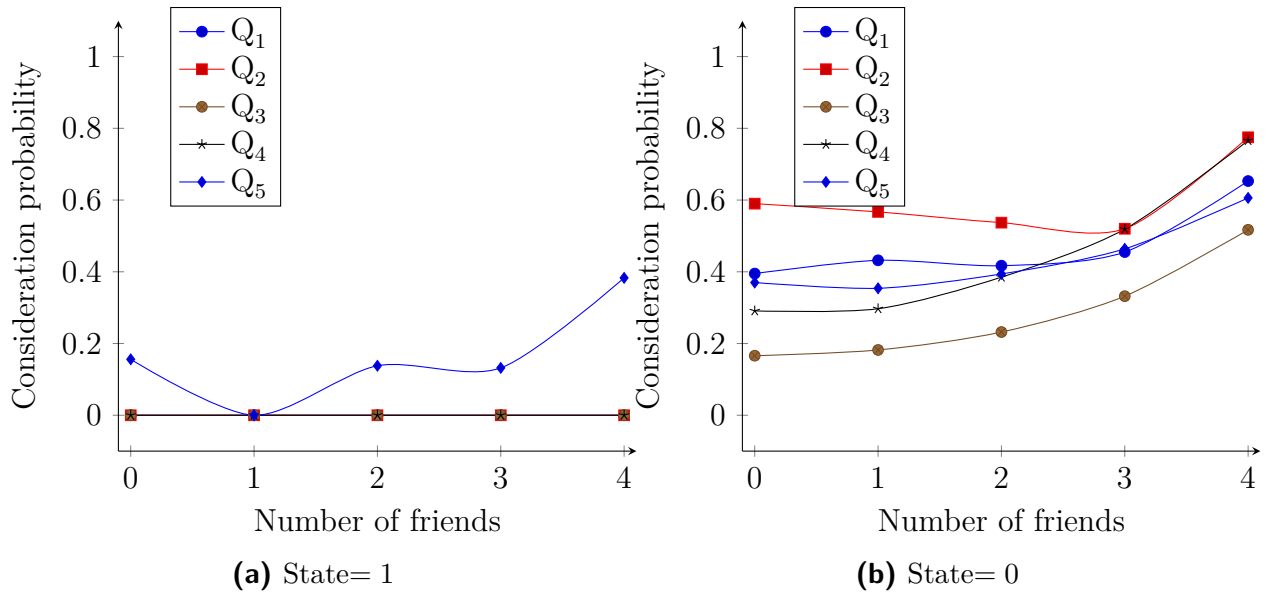 Consideration probability
1
0.8
0.6
0.4
0.2
0
Q1
Q2
Q3
Q4
Q5
0 1 2 3 4
Number of friends
(a) State= 1
Consideration probability
1
0.8
0.6
0.4
0.2
0
Q1
Q2
Q3
Q4
Q5
0 1 2 3 4
Number of friends
(b) State= 0